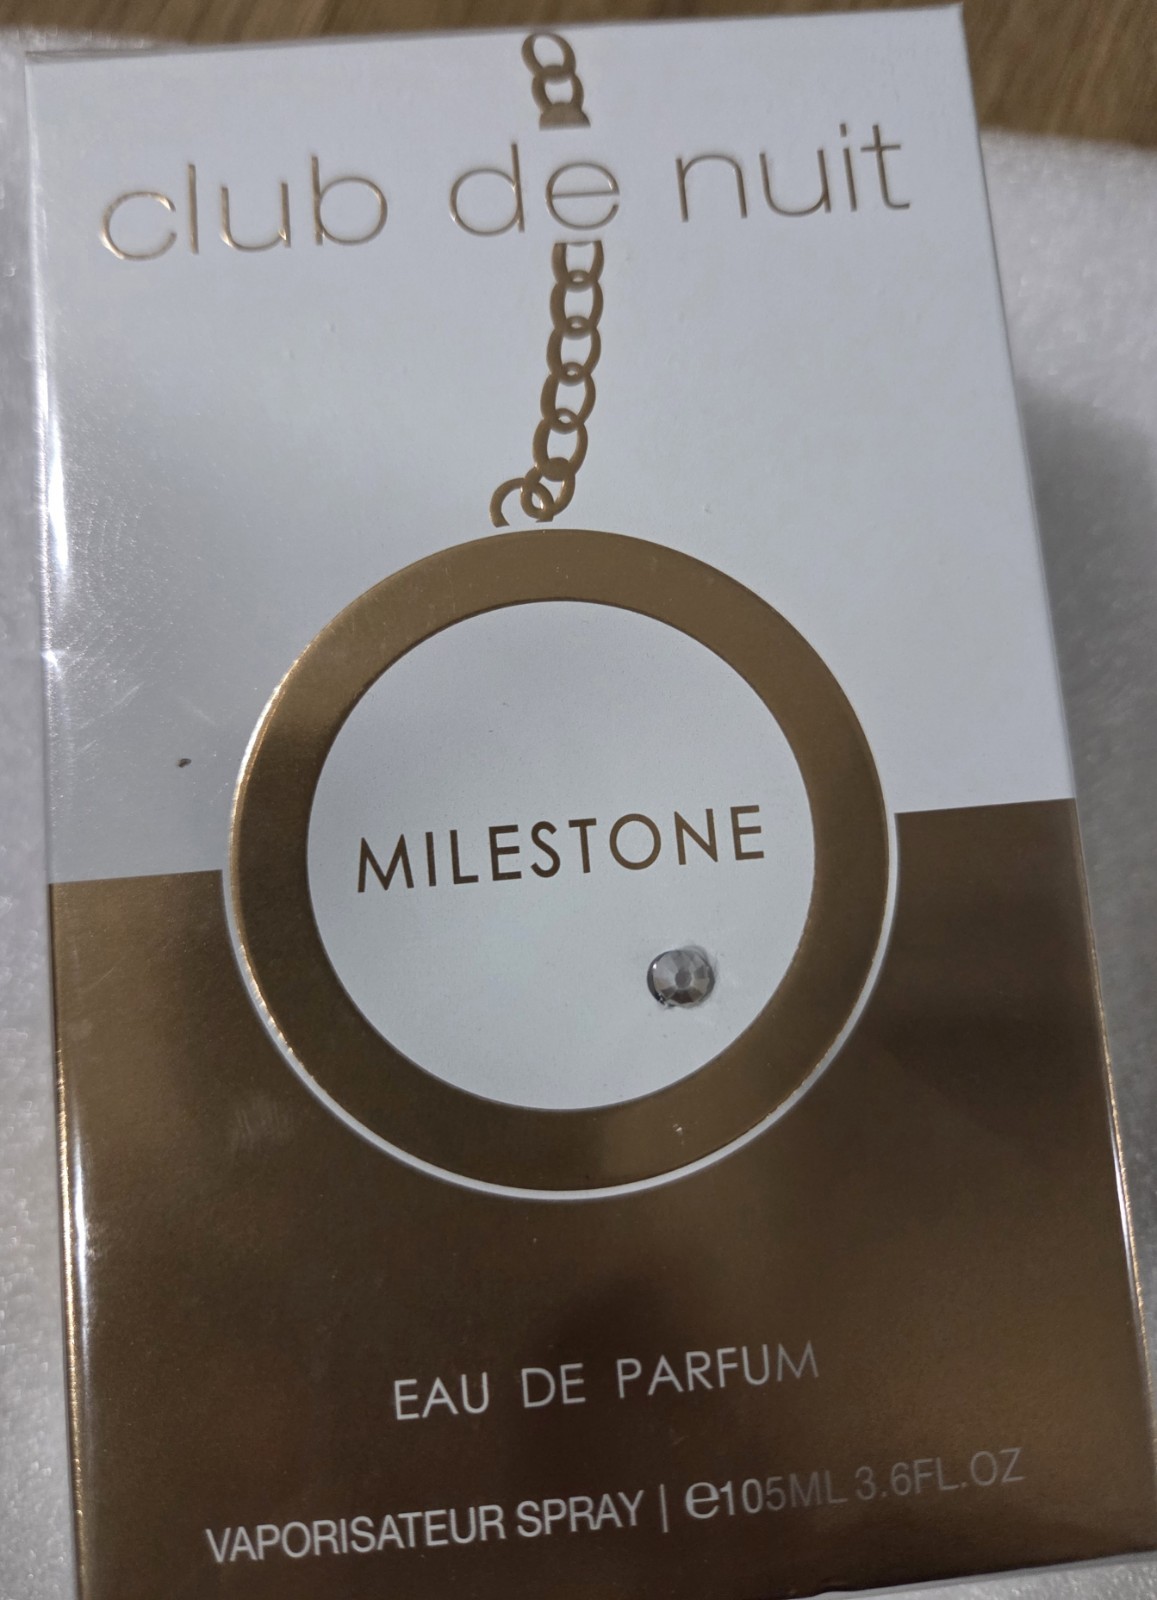 club de nuit
MILESTONE
EAU DE PARFUM
VAPORISATEUR SPRAY | ℮105ML 3.6FL.OZ